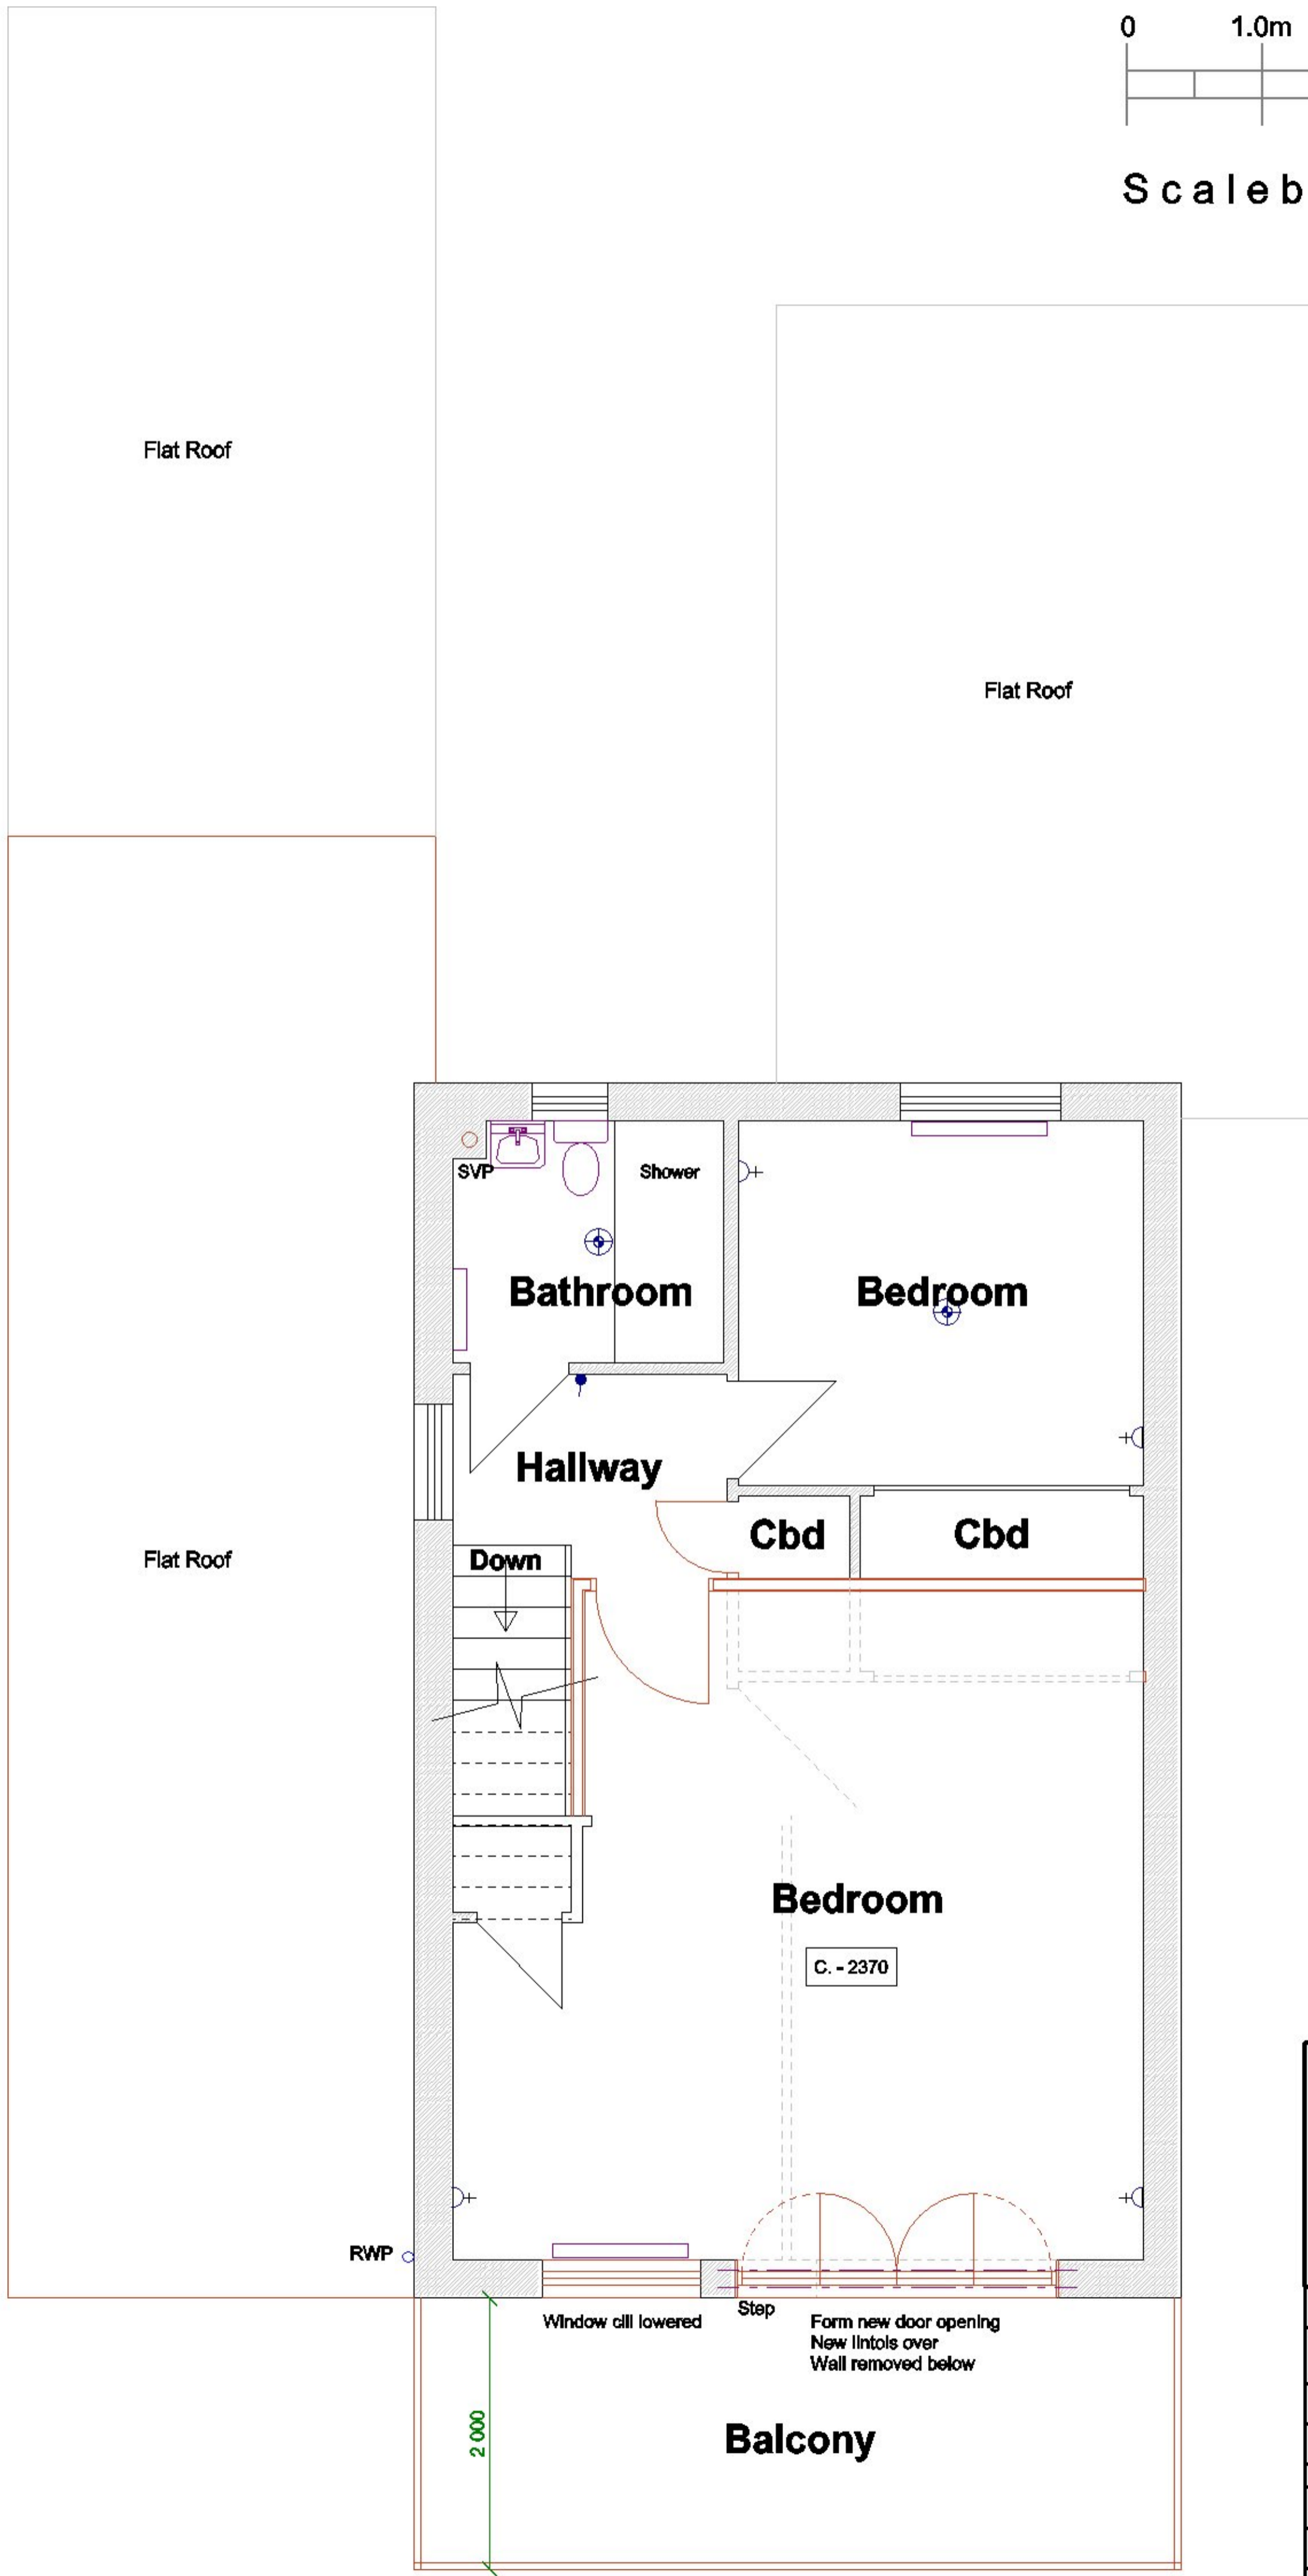 0 1.0m
Scaleb
Flat Roof
Flat Roof
SVP
Shower
Bathroom
Bedroom
Hallway
Cbd
Cbd
Down
Flat Roof
Bedroom
C. - 2370
RWP
Step
Window cill lowered
Form new door opening
New lintols over
Wall removed below
2 000
Balcony